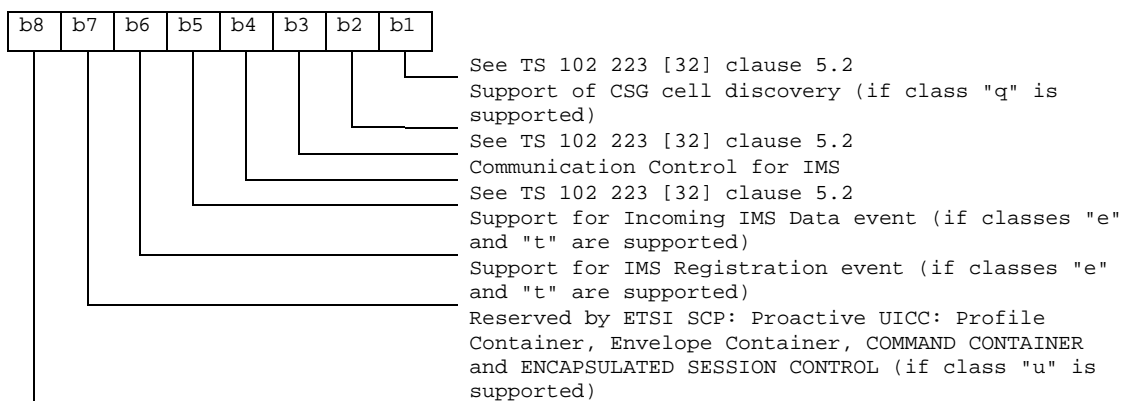 b8 b7 b6 b5 b4 b3 b2 b1
See TS 102 223 [32] clause 5.2
Support of CSG cell discovery (if class "q" is
supported)
See TS 102 223 [32] clause 5.2
Communication Control for IMS
See TS 102 223 [32] clause 5.2
Support for Incoming IMS Data event (if classes "e"
and "t" are supported)
Support for IMS Registration event (if classes "e"
and "t" are supported)
Reserved by ETSI SCP: Proactive UICC: Profile
Container, Envelope Container, COMMAND CONTAINER
and ENCAPSULATED SESSION CONTROL (if class "u" is
supported)